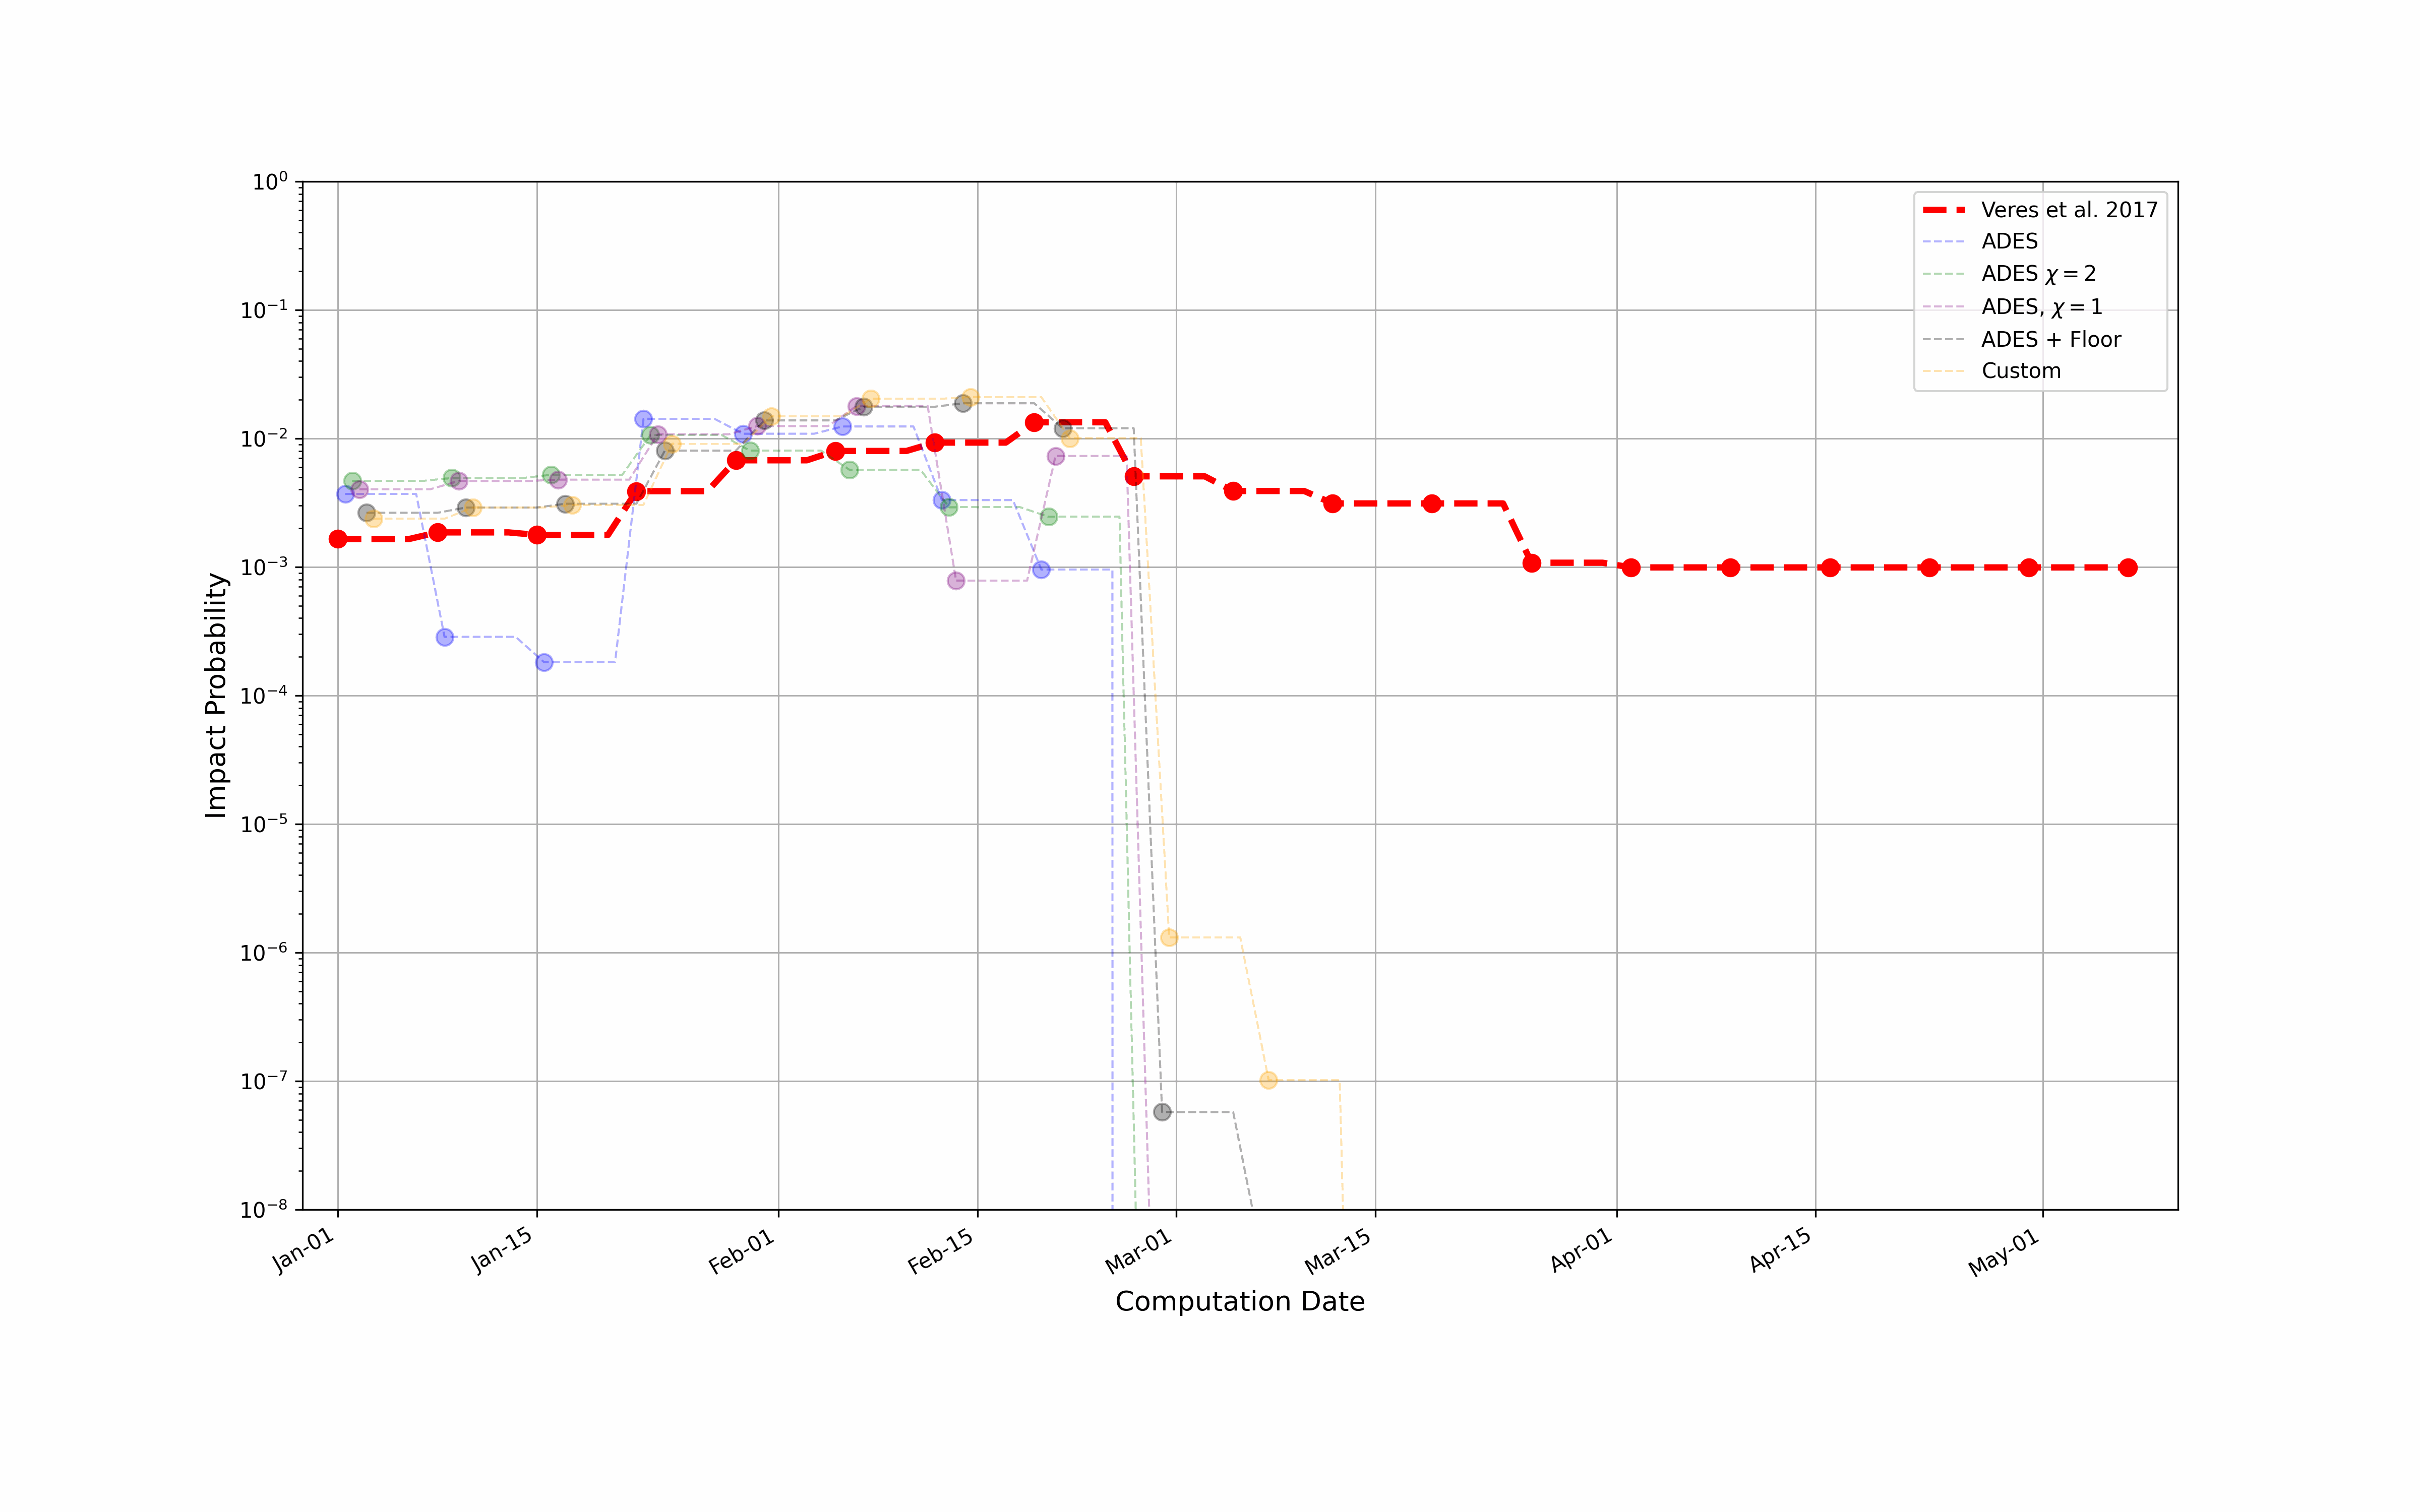 10⁰
10⁻¹
10⁻²
10⁻³
10⁻⁴
10⁻⁵
10⁻⁶
10⁻⁷
10⁻⁸
Impact Probability
Veres et al. 2017
ADES
ADES χ = 2
ADES, χ = 1
ADES + Floor
Custom
Jan-01
Jan-15
Feb-01
Feb-15
Mar-01
Mar-15
Apr-01
Apr-15
May-01
Computation Date